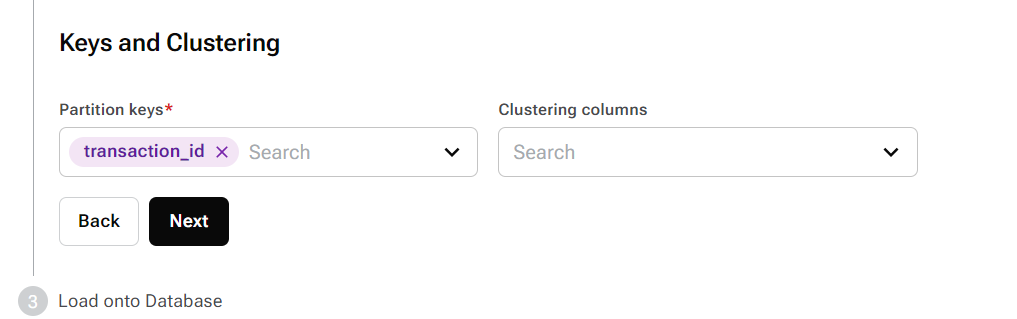 Keys and Clustering
Partition keys* Clustering columns
transaction_id × Search Search
Back Next
3 Load onto Database